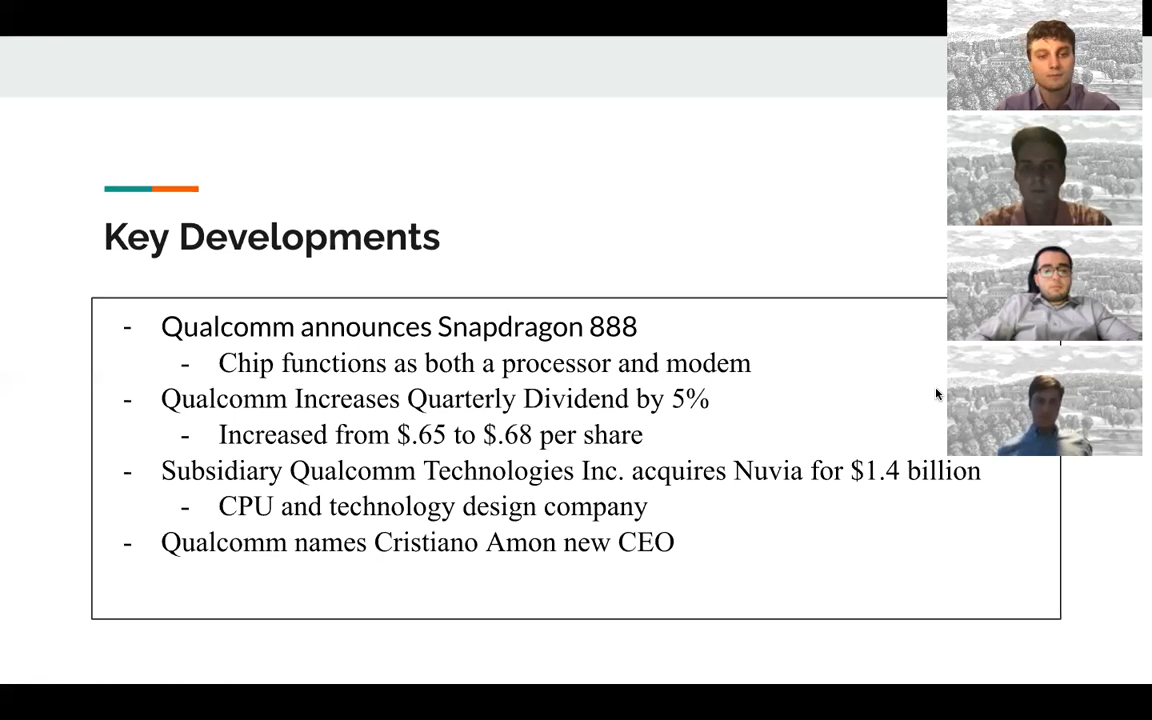 Key Developments
- Qualcomm announces Snapdragon 888
- Chip functions as both a processor and modem
- Qualcomm Increases Quarterly Dividend by 5%
- Increased from $.65 to $.68 per share
- Subsidiary Qualcomm Technologies Inc. acquires Nuvia for $1.4 billion
- CPU and technology design company
- Qualcomm names Cristiano Amon new CEO